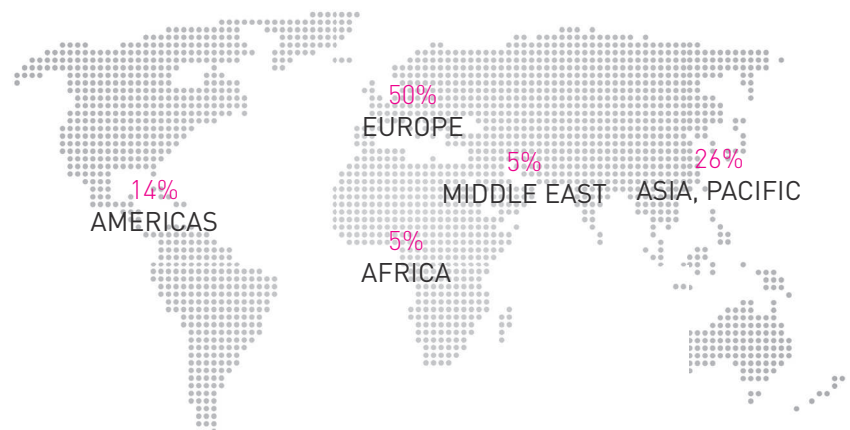 50%
EUROPE
5%
MIDDLE EAST
26%
ASIA, PACIFIC
14%
AMERICAS
5%
AFRICA